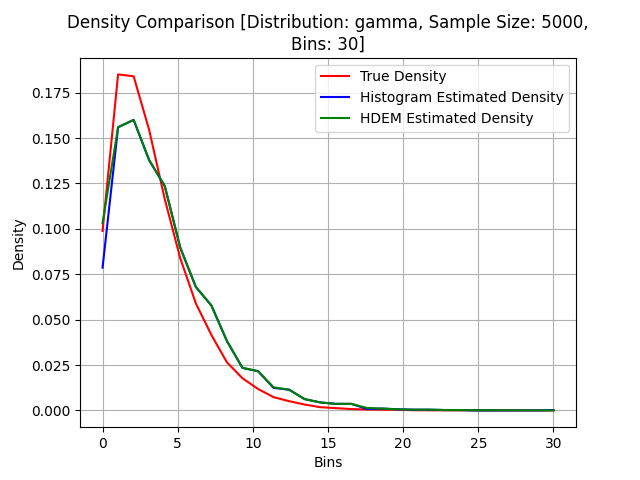 Density Comparison [Distribution: gamma, Sample Size: 5000,
Bins: 30]
True Density
Histogram Estimated Density
HDEM Estimated Density
Density
0.175
0.150
0.125
0.100
0.075
0.050
0.025
0.000
0 5 10 15 20 25 30
Bins